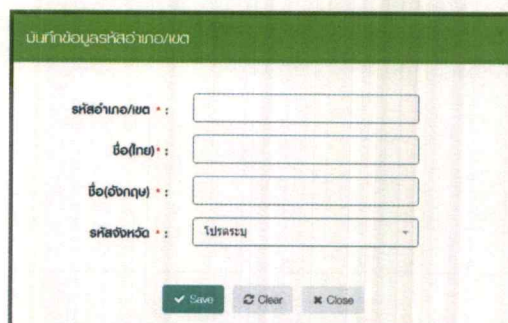 บันทึกข้อมูลรหัสอำเภอ/เขต
รหัสอำเภอ/เขต * :
ชื่อ(ไทย) * :
ชื่อ(อังกฤษ) * :
รหัสจังหวัด * : โปรดระบุ
Save Clear Close